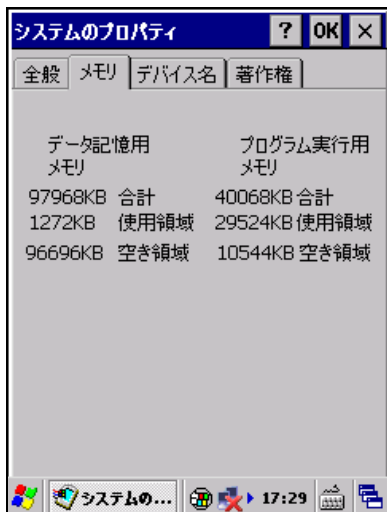 システムのプロパティ ? OK ×
全般 メモリ デバイス名 著作権
データ記憶用 プログラム実行用
メモリ メモリ
97968KB 合計 40068KB 合計
1272KB 使用領域 29524KB 使用領域
96696KB 空き領域 10544KB 空き領域
システムの... 17:29